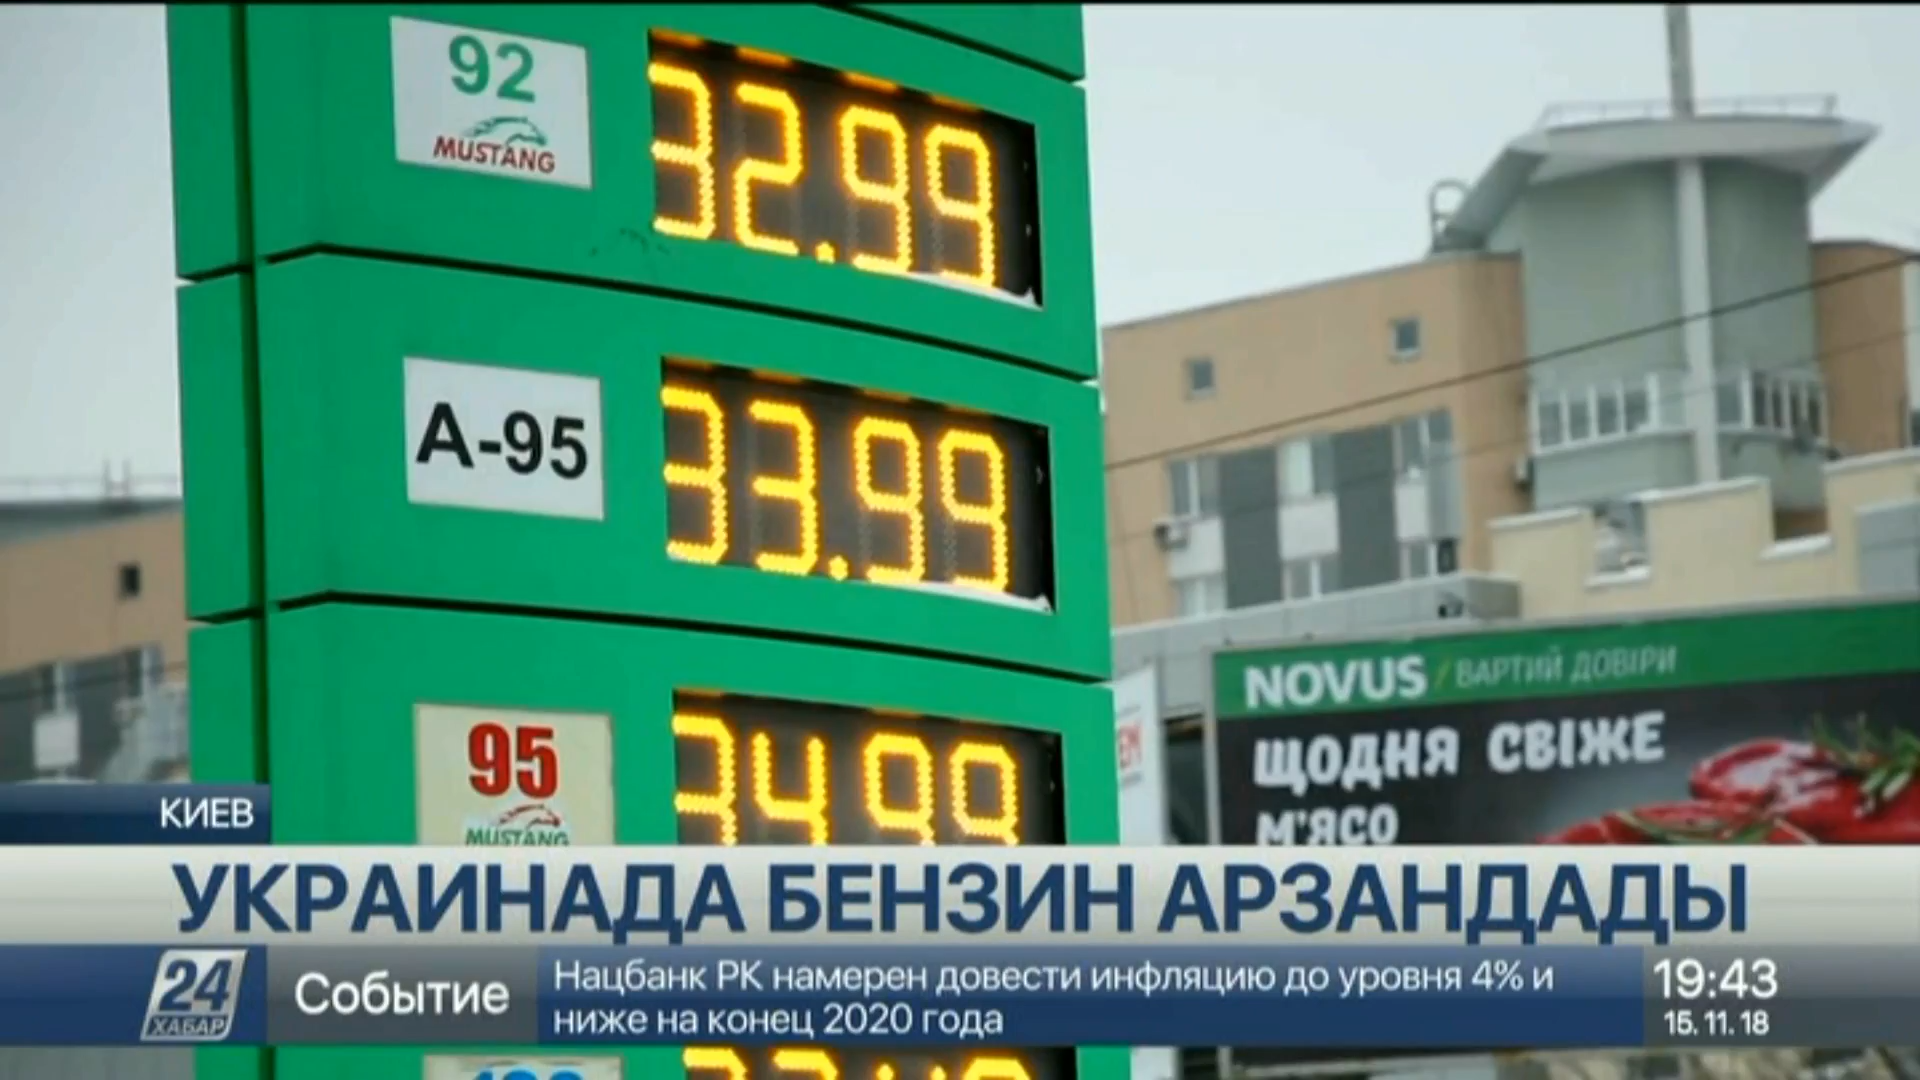 92
MUSTANG
32.99
А-95
33.99
95
MUSTANG
34.99
NOVUS / ВАРТИЙ ДОВІРИ
ЩОДНЯ СВІЖЕ
М'ЯСО
КИЕВ
УКРАИНАДА БЕНЗИН АРЗАНДАДЫ
24
ХАБАР
Событие
Нацбанк РК намерен довести инфляцию до уровня 4% и
ниже на конец 2020 года
19:43
15.11.18